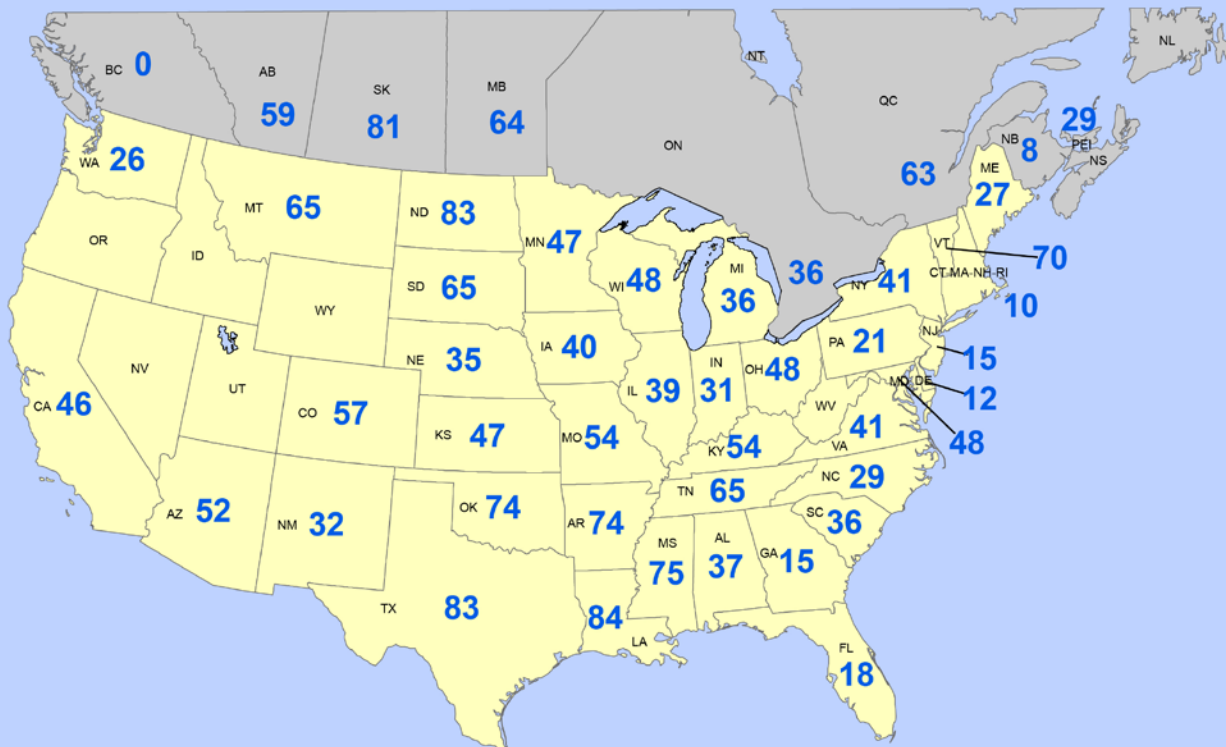 BC 0
AB
59
SK
81
MB
64
ON
NT
QC
63
NL
NB 8
29
PEI
NS
WA 26
OR
ID
MT 65
WY
ND 83
SD 65
NE 35
KS 47
MN 47
IA 40
MO 54
WI 48
MI
36
36
IL 39
IN
31
OH 48
KY 54
TN 65
NY 41
PA 21
VT
70
ME
27
CT MA NH RI
10
NJ
15
MD DE
12
48
WV
VA
41
NC 29
SC 36
CA 46
NV
UT
CO 57
AZ 52
NM 32
OK 74
TX 83
AR 74
LA
84
MS
75
AL
37
GA 15
FL
18